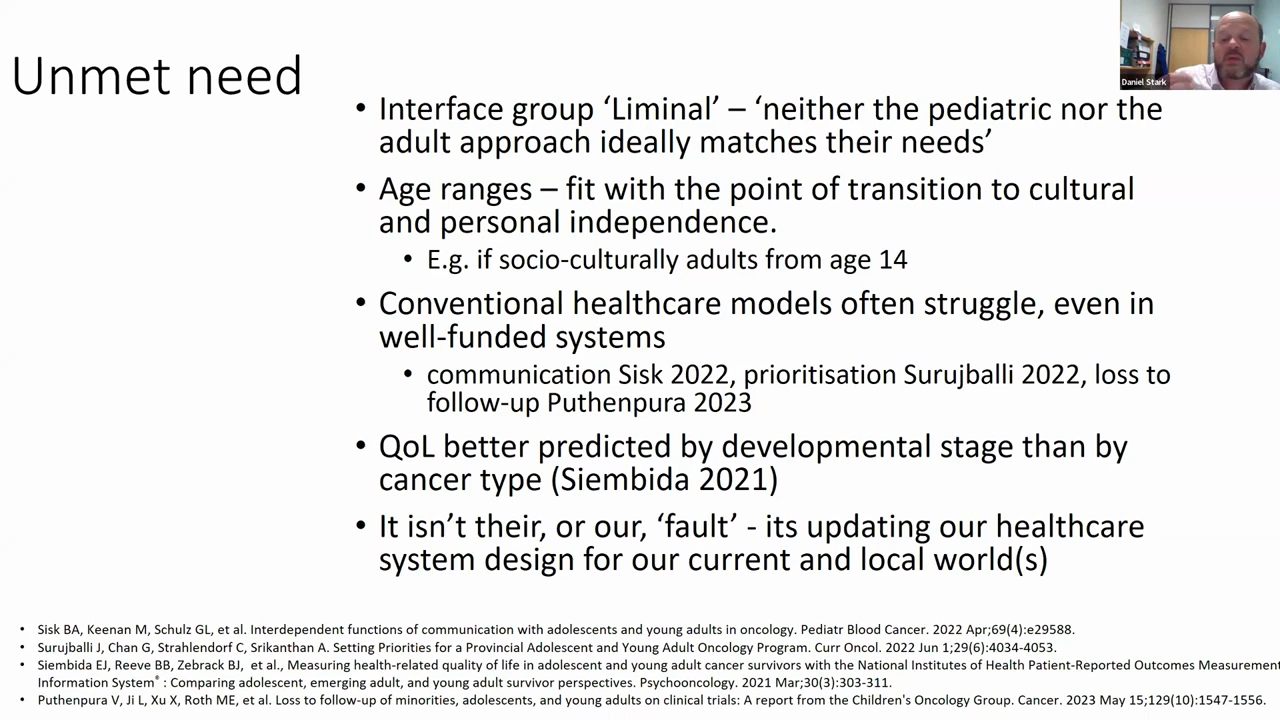 Unmet need
Daniel Stark
• Interface group ‘Liminal’ – ‘neither the pediatric nor the
adult approach ideally matches their needs’
• Age ranges – fit with the point of transition to cultural
and personal independence.
• E.g. if socio-culturally adults from age 14
• Conventional healthcare models often struggle, even in
well-funded systems
• communication Sisk 2022, prioritisation Surujballi 2022, loss to
follow-up Puthenpura 2023
• QoL better predicted by developmental stage than by
cancer type (Siembida 2021)
• It isn’t their, or our, ‘fault’ - its updating our healthcare
system design for our current and local world(s)
• Sisk BA, Keenan M, Schulz GL, et al. Interdependent functions of communication with adolescents and young adults in oncology. Pediatr Blood Cancer. 2022 Apr;69(4):e29588.
• Surujballi J, Chan G, Strahlendorf C, Srikanthan A. Setting Priorities for a Provincial Adolescent and Young Adult Oncology Program. Curr Oncol. 2022 Jun 1;29(6):4034-4053.
• Siembida EJ, Reeve BB, Zebrack BJ, et al., Measuring health-related quality of life in adolescent and young adult cancer survivors with the National Institutes of Health Patient-Reported Outcomes Measurement
Information System® : Comparing adolescent, emerging adult, and young adult survivor perspectives. Psychooncology. 2021 Mar;30(3):303-311.
• Puthenpura V, Ji L, Xu X, Roth ME, et al. Loss to follow-up of minorities, adolescents, and young adults on clinical trials: A report from the Children's Oncology Group. Cancer. 2023 May 15;129(10):1547-1556.